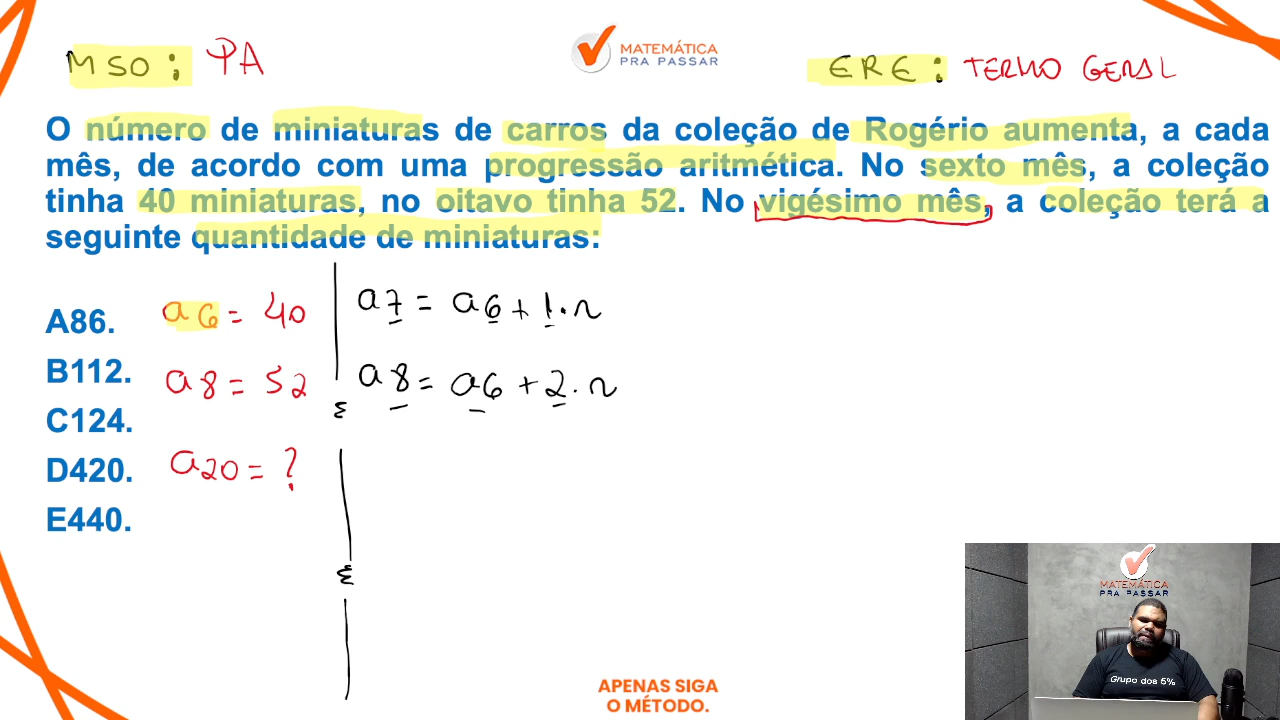 MSO: PA
MATEMÁTICA
PRA PASSAR
ERE: TERMO GERAL
O número de miniaturas de carros da coleção de Rogério aumenta, a cada
mês, de acordo com uma progressão aritmética. No sexto mês, a coleção
tinha 40 miniaturas, no oitavo tinha 52. No vigésimo mês, a coleção terá a
seguinte quantidade de miniaturas:
A86.
B112.
C124.
D420.
E440.
a6 = 40
a8 = 52
a20 = ?
a7 = a6 + 1.r
a8 = a6 + 2.r
MATEMÁTICA
PRA PASSAR
Grupo dos 5%
APENAS SIGA
O MÉTODO.